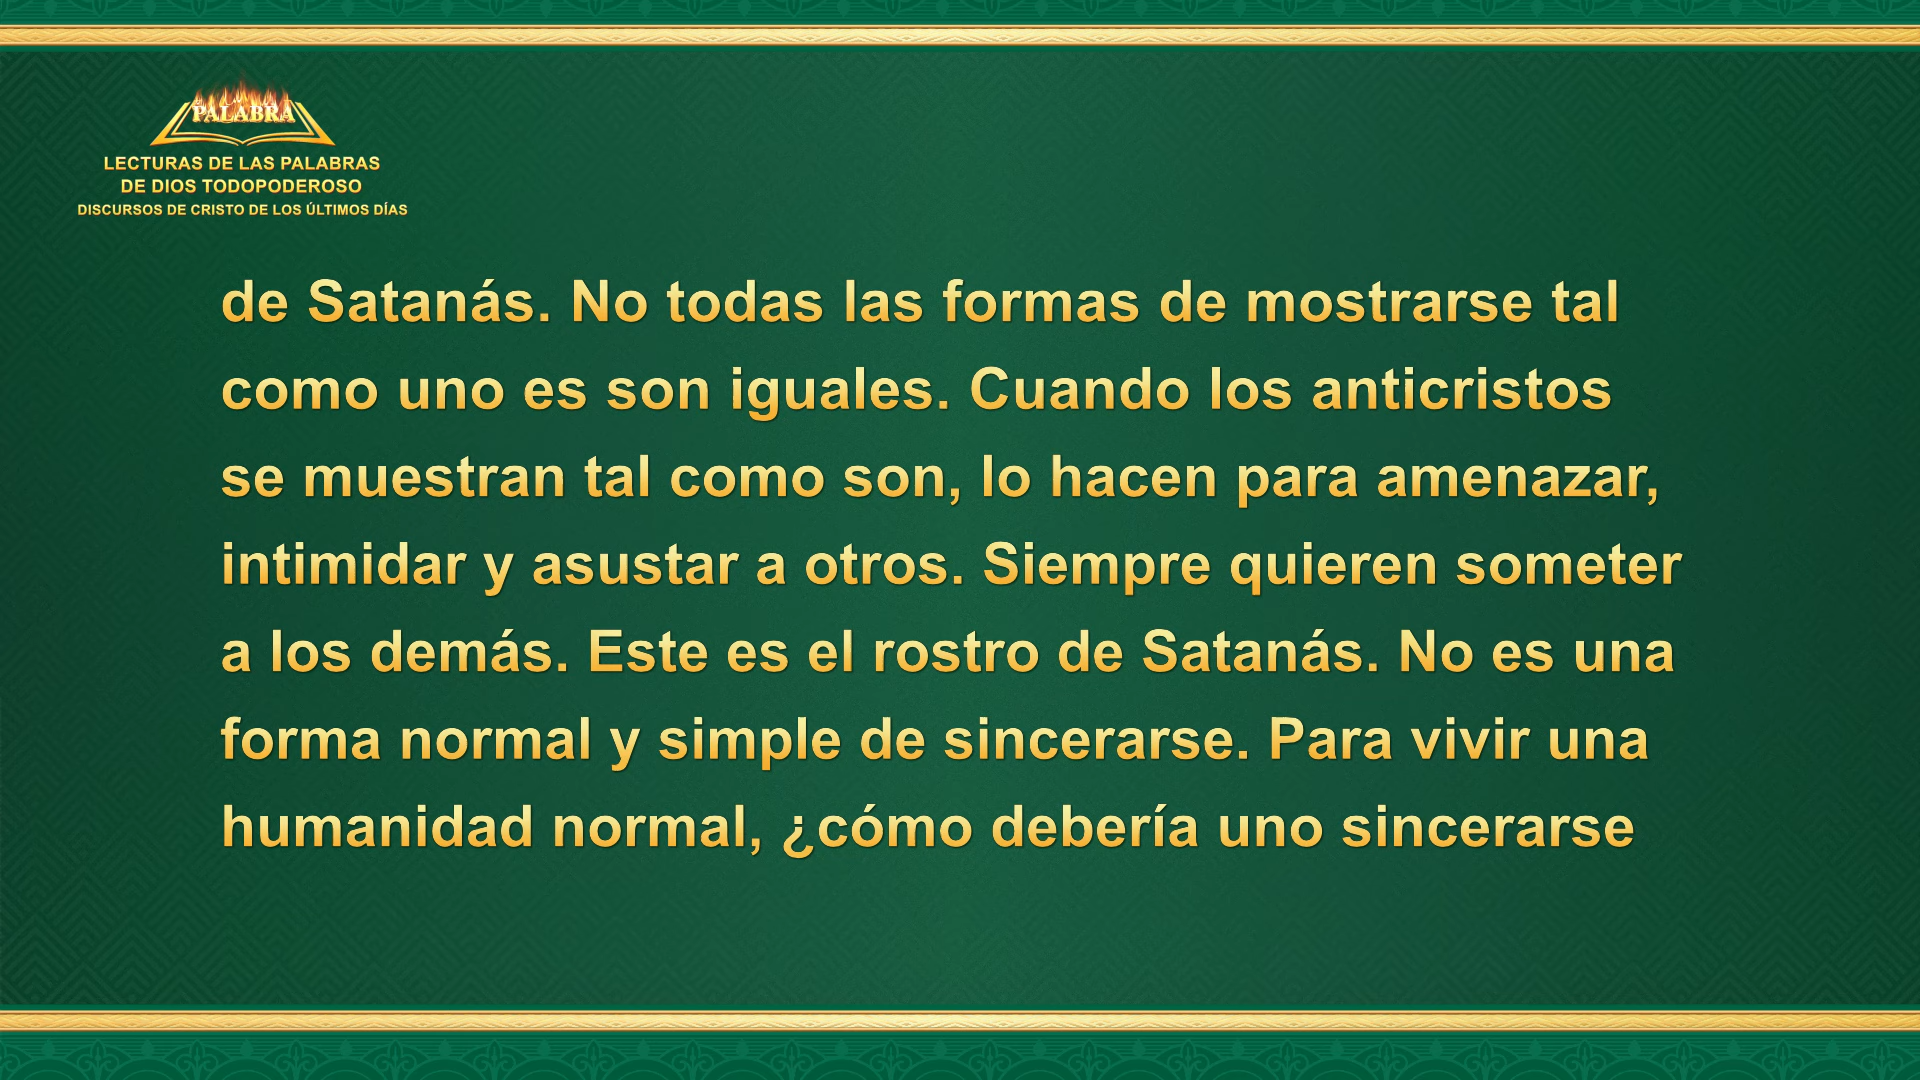 PALABRA
LECTURAS DE LAS PALABRAS
DE DIOS TODOPODEROSO
DISCURSOS DE CRISTO DE LOS ÚLTIMOS DÍAS
de Satanás. No todas las formas de mostrarse tal
como uno es son iguales. Cuando los anticristos
se muestran tal como son, lo hacen para amenazar,
intimidar y asustar a otros. Siempre quieren someter
a los demás. Este es el rostro de Satanás. No es una
forma normal y simple de sincerarse. Para vivir una
humanidad normal, ¿cómo debería uno sincerarse